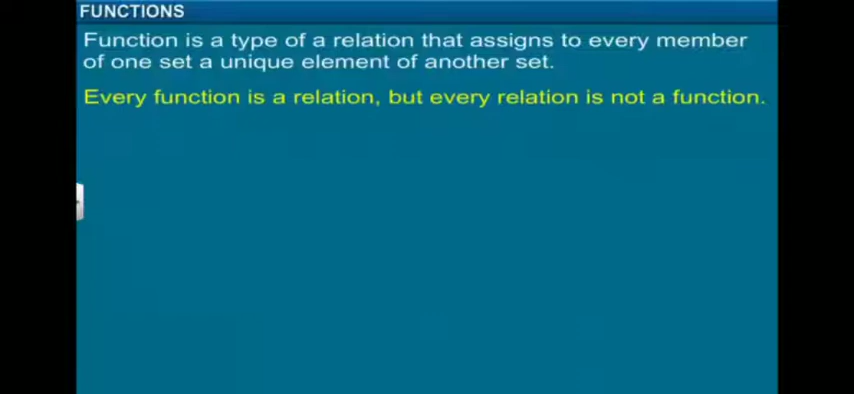 FUNCTIONS
Function is a type of a relation that assigns to every member
of one set a unique element of another set.
Every function is a relation, but every relation is not a function.